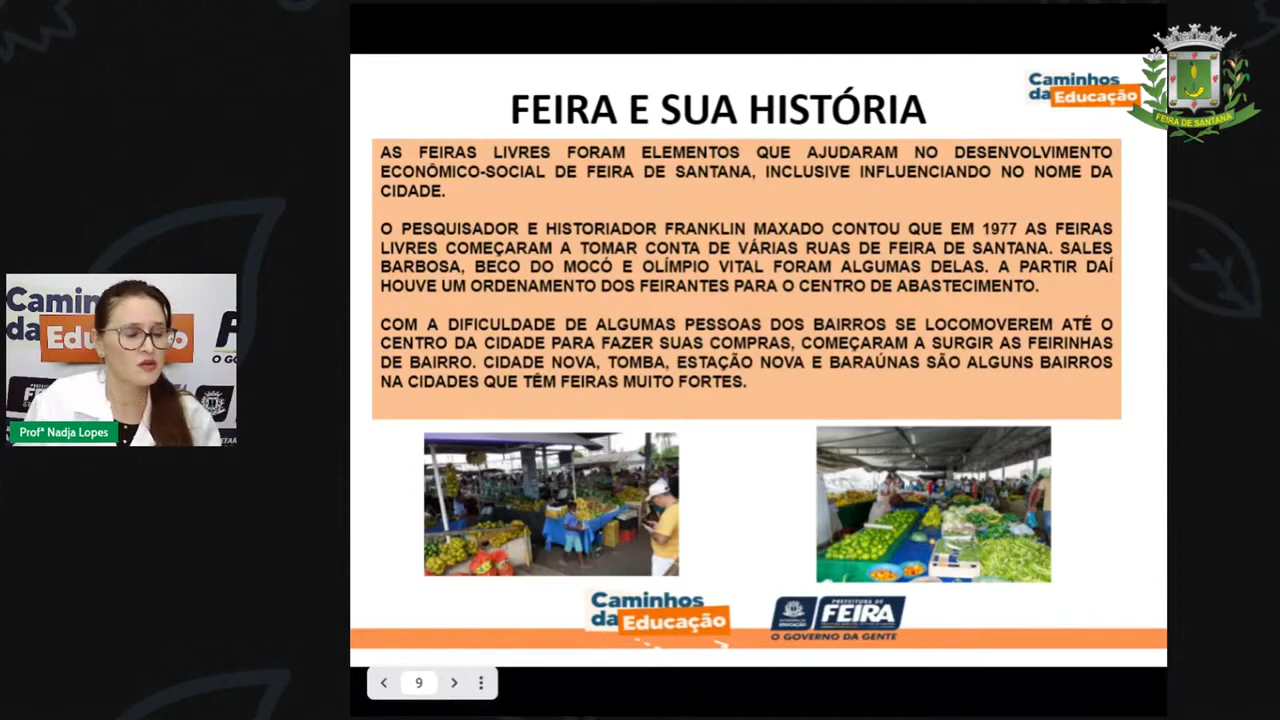 Caminhos
da Educação
FEIRA DE SANTANA
FEIRA E SUA HISTÓRIA
AS FEIRAS LIVRES FORAM ELEMENTOS QUE AJUDARAM NO DESENVOLVIMENTO
ECONÔMICO-SOCIAL DE FEIRA DE SANTANA, INCLUSIVE INFLUENCIANDO NO NOME DA
CIDADE.
O PESQUISADOR E HISTORIADOR FRANKLIN MAXADO CONTOU QUE EM 1977 AS FEIRAS
LIVRES COMEÇARAM A TOMAR CONTA DE VÁRIAS RUAS DE FEIRA DE SANTANA. SALES
BARBOSA, BECO DO MOCÓ E OLÍMPIO VITAL FORAM ALGUMAS DELAS. A PARTIR DAÍ
HOUVE UM ORDENAMENTO DOS FEIRANTES PARA O CENTRO DE ABASTECIMENTO.
COM A DIFICULDADE DE ALGUMAS PESSOAS DOS BAIRROS SE LOCOMOVEREM ATÉ O
CENTRO DA CIDADE PARA FAZER SUAS COMPRAS, COMEÇARAM A SURGIR AS FEIRINHAS
DE BAIRRO. CIDADE NOVA, TOMBA, ESTAÇÃO NOVA E BARAÚNAS SÃO ALGUNS BAIRROS
NA CIDADES QUE TÊM FEIRAS MUITO FORTES.
Caminh
da Edu
O GOVERNO
Profª Nadja Lopes
Caminhos
da Educação
PREFEITURA DE
FEIRA
EDUCAÇÃO
O GOVERNO DA GENTE
9